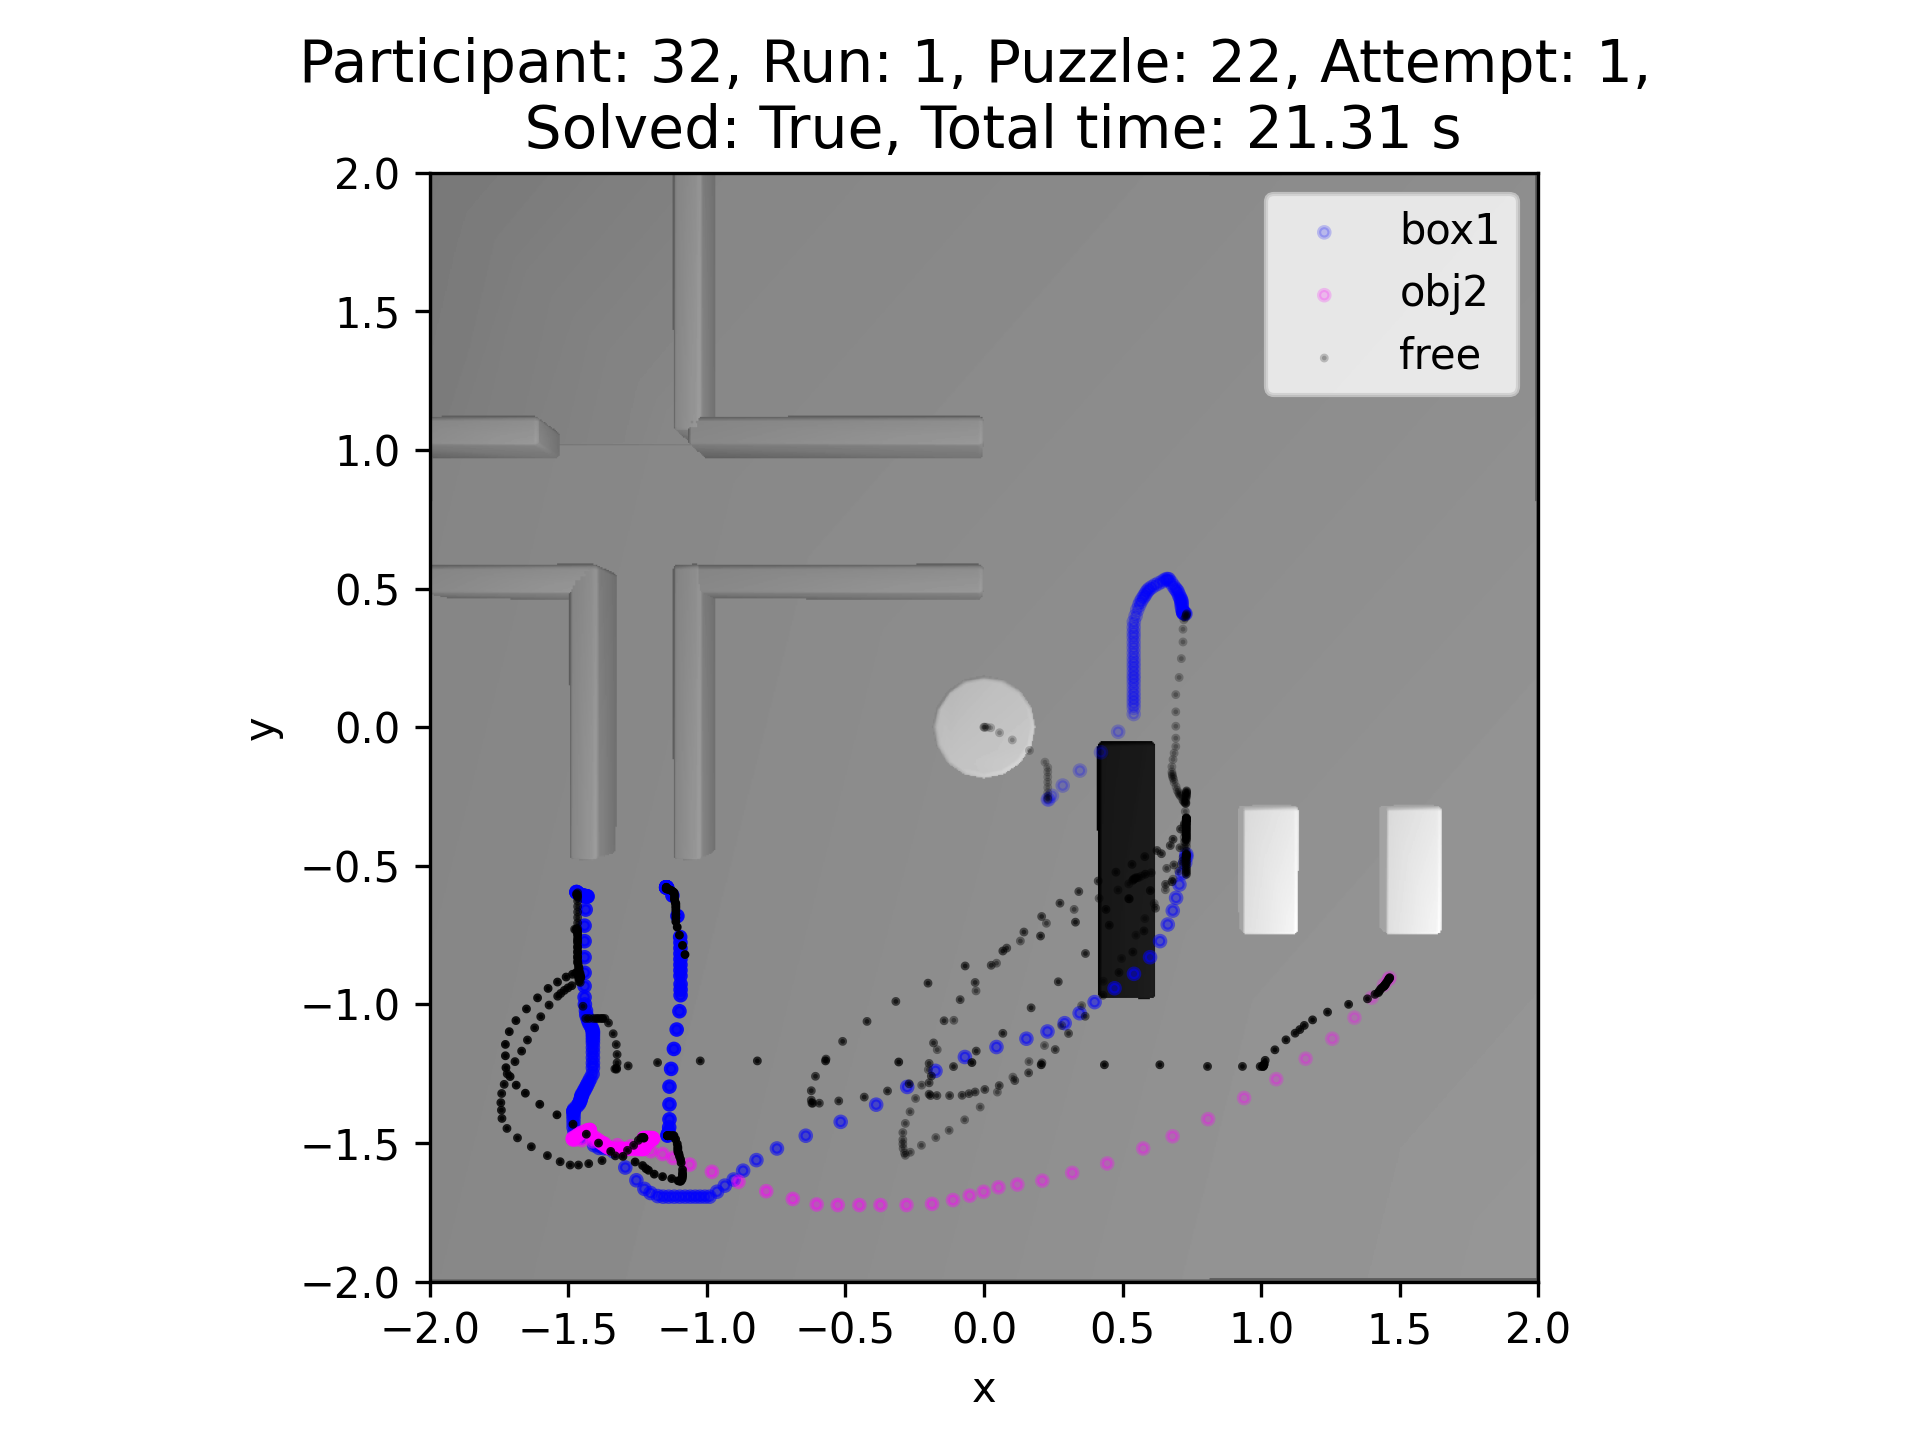 Participant: 32, Run: 1, Puzzle: 22, Attempt: 1,
Solved: True, Total time: 21.31 s
box1
obj2
free
2.0
1.5
1.0
0.5
0.0
−0.5
−1.0
−1.5
−2.0
y
−2.0 −1.5 −1.0 −0.5 0.0 0.5 1.0 1.5 2.0
x